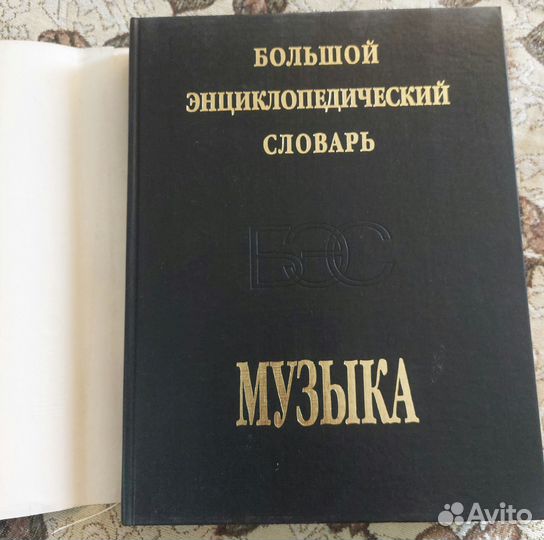 БОЛЬШОЙ
ЭНЦИКЛОПЕДИЧЕСКИЙ
СЛОВАРЬ
БЭС
МУЗЫКА
Avito